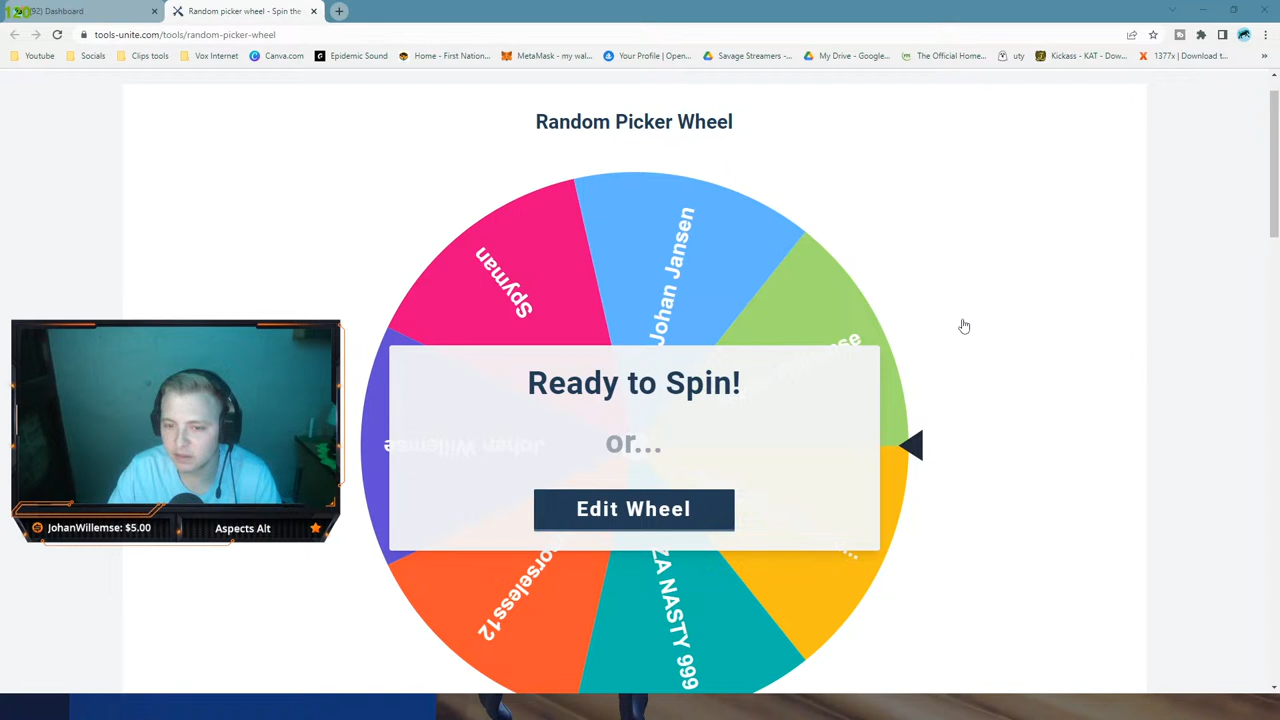 120
(92) Dashboard
Random picker wheel - Spin the
tools-unite.com/tools/random-picker-wheel
Youtube
Socials
Clips tools
Vox Internet
Canva.com
Epidemic Sound
Home - First Nation...
MetaMask - my wal...
Your Profile | Open...
Savage Streamers -...
My Drive - Google...
The Official Home...
uty
Kickass - KAT - Dow...
1377x | Download t...
Random Picker Wheel
Johan Jansen
Spyman
Johan Willemse
Ready to Spin!
or...
Edit Wheel
JohanWillemse: $5.00
Aspects Alt
NASTY 999